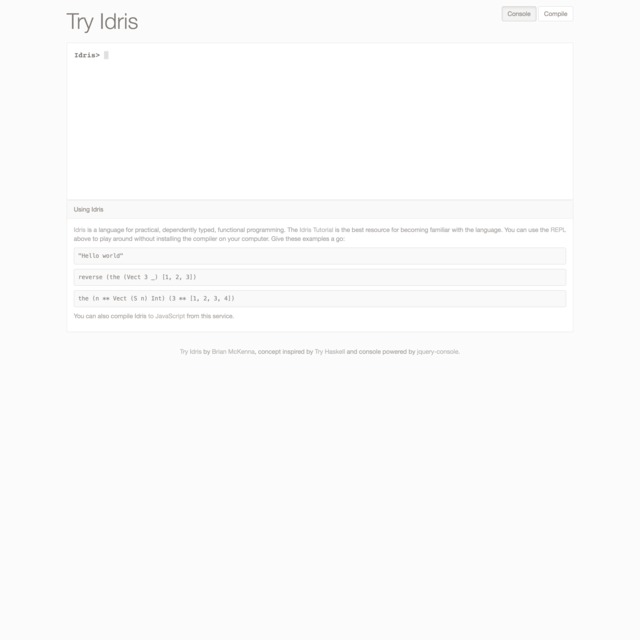 Try Idris
Console
Compile
Idris>
Using Idris
Idris is a language for practical, dependently typed, functional programming. The Idris Tutorial is the best resource for becoming familiar with the language. You can use the REPL
above to play around without installing the compiler on your computer. Give these examples a go:
"Hello world"
reverse (the (Vect 3 _) [1, 2, 3])
the (n ** Vect (S n) Int) (3 ** [1, 2, 3, 4])
You can also compile Idris to JavaScript from this service.
Try Idris by Brian McKenna, concept inspired by Try Haskell and console powered by jquery-console.